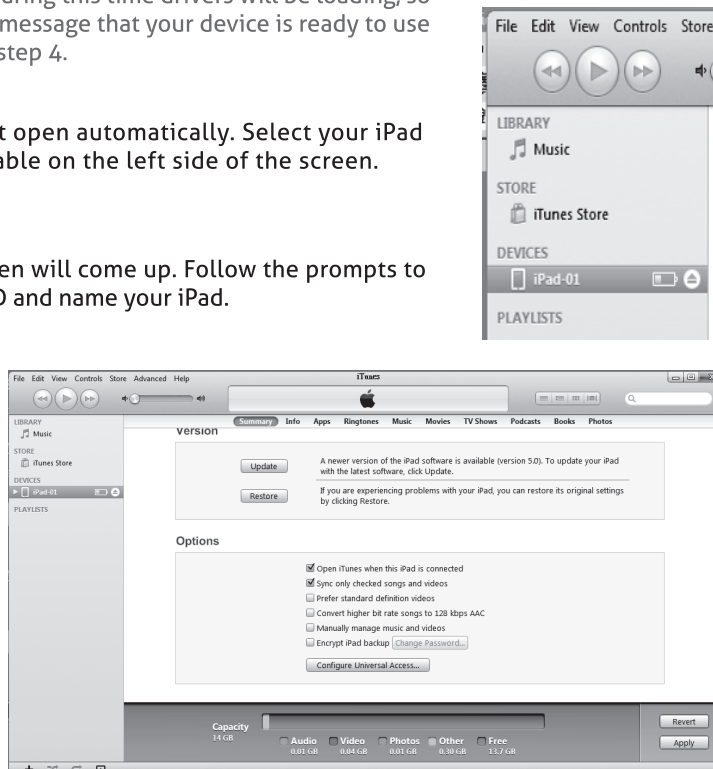 uring this time drivers will be loading, so
message that your device is ready to use
step 4.
t open automatically. Select your iPad
able on the left side of the screen.
en will come up. Follow the prompts to
D and name your iPad.
File Edit View Controls Store
LIBRARY
Music
STORE
iTunes Store
DEVICES
iPad-01
PLAYLISTS
iTunes
File Edit View Controls Store Advanced Help
LIBRARY
Music
STORE
iTunes Store
DEVICES
iPad-01
PLAYLISTS
Summary Info Apps Ringtones Music Movies TV Shows Podcasts Books Photos
Version
Update
A newer version of the iPad software is available (version 5.0). To update your iPad
with the latest software, click Update.
Restore
If you are experiencing problems with your iPad, you can restore its original settings
by clicking Restore.
Options
Open iTunes when this iPad is connected
Sync only checked songs and videos
Prefer standard definition videos
Convert higher bit rate songs to 128 kbps AAC
Manually manage music and videos
Encrypt iPad backup Change Password...
Configure Universal Access...
Capacity
14 GB
Audio Video Photos Other Free
0.01 GB 0.04 GB 0.01 GB 0.30 GB 13.7 GB
Revert
Apply